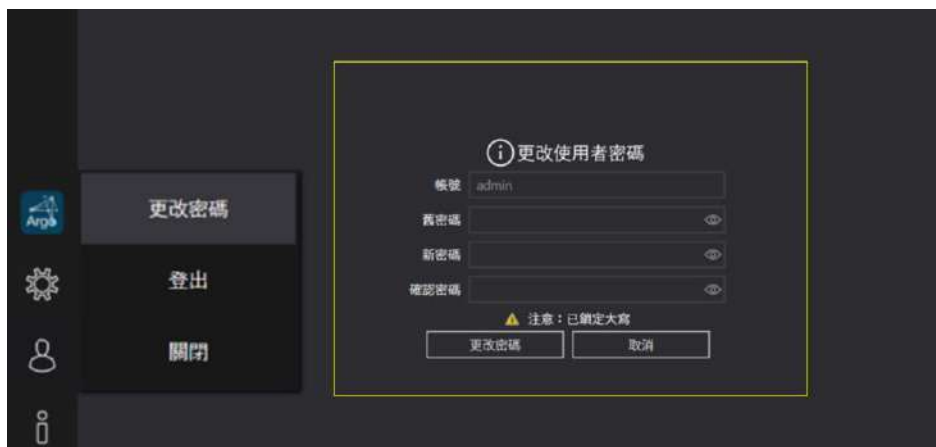 Argo
更改密碼
登出
關閉
更改使用者密碼
帳號 admin
舊密碼
新密碼
確認密碼
注意：已鎖定大寫
更改密碼 取消